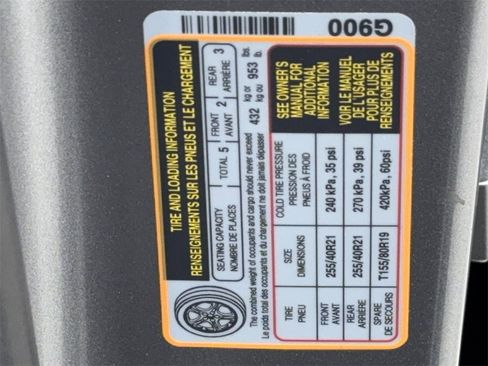 G900
TIRE AND LOADING INFORMATION
RENSEIGNEMENTS SUR LES PNEUS ET LE CHARGEMENT
SEATING CAPACITY
NOMBRE DE PLACES
TOTAL 5
FRONT
AVANT 2
REAR
ARRIÈRE 3
The combined weight of occupants and cargo should never exceed
Le poids total des occupants et du chargement ne doit jamais dépasser
432 kg or kg ou 953 lbs. lb.
TIRE
PNEU
SIZE
DIMENSIONS
COLD TIRE PRESSURE
PRESSION DES
PNEUS À FROID
FRONT
AVANT
255/40R21
240 kPa, 35 psi
REAR
ARRIÈRE
255/40R21
270 kPa, 39 psi
SPARE
DE SECOURS
T155/80R19
420kPa, 60psi
SEE OWNER'S
MANUAL FOR
ADDITIONAL
INFORMATION
VOIR LE MANUEL
DE L'USAGER
POUR PLUS DE
RENSEIGNEMENTS